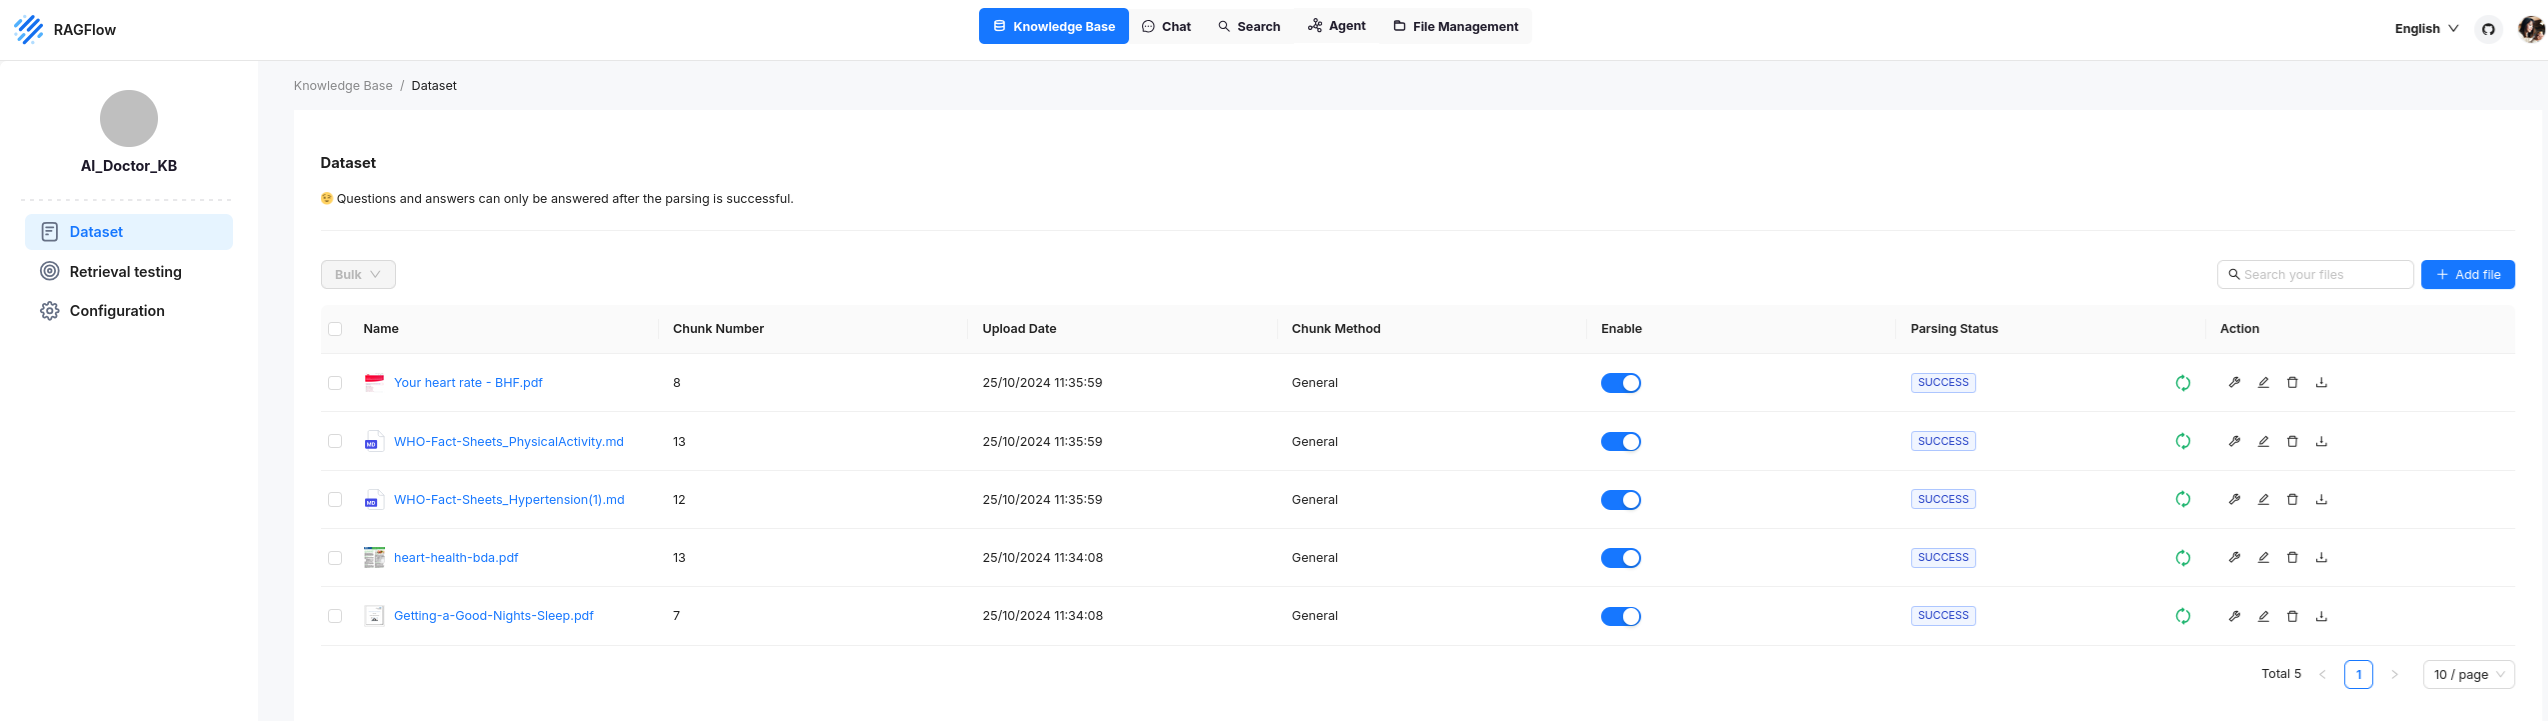 RAGFlow
Knowledge Base Chat Search Agent File Management
English
AI_Doctor_KB
Dataset
Retrieval testing
Configuration
Knowledge Base / Dataset
Dataset
😉 Questions and answers can only be answered after the parsing is successful.
Bulk
Search your files
+ Add file
Name Chunk Number Upload Date Chunk Method Enable Parsing Status Action
Your heart rate - BHF.pdf 8 25/10/2024 11:35:59 General SUCCESS
MD WHO-Fact-Sheets_PhysicalActivity.md 13 25/10/2024 11:35:59 General SUCCESS
MD WHO-Fact-Sheets_Hypertension(1).md 12 25/10/2024 11:35:59 General SUCCESS
heart-health-bda.pdf 13 25/10/2024 11:34:08 General SUCCESS
Getting-a-Good-Nights-Sleep.pdf 7 25/10/2024 11:34:08 General SUCCESS
Total 5 < 1 > 10 / page